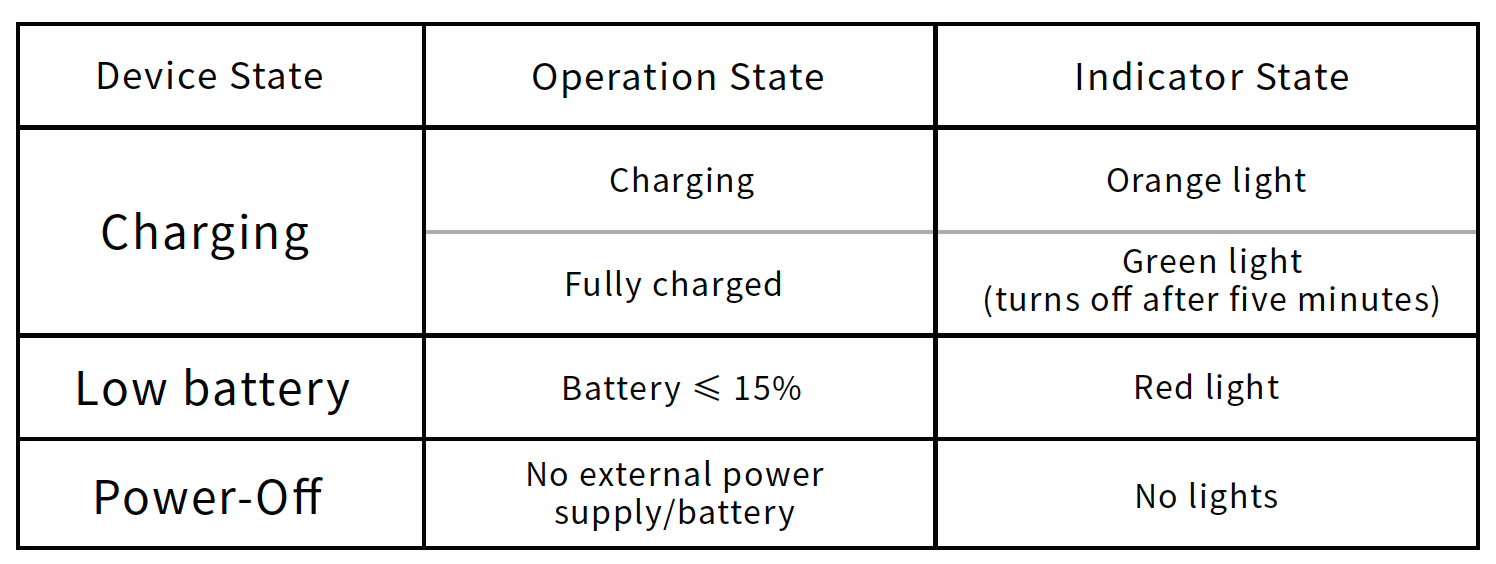 Device State
Operation State
Indicator State
Charging
Charging
Orange light
Fully charged
Green light
(turns off after five minutes)
Low battery
Battery ⩽ 15%
Red light
Power-Off
No external power
supply/battery
No lights